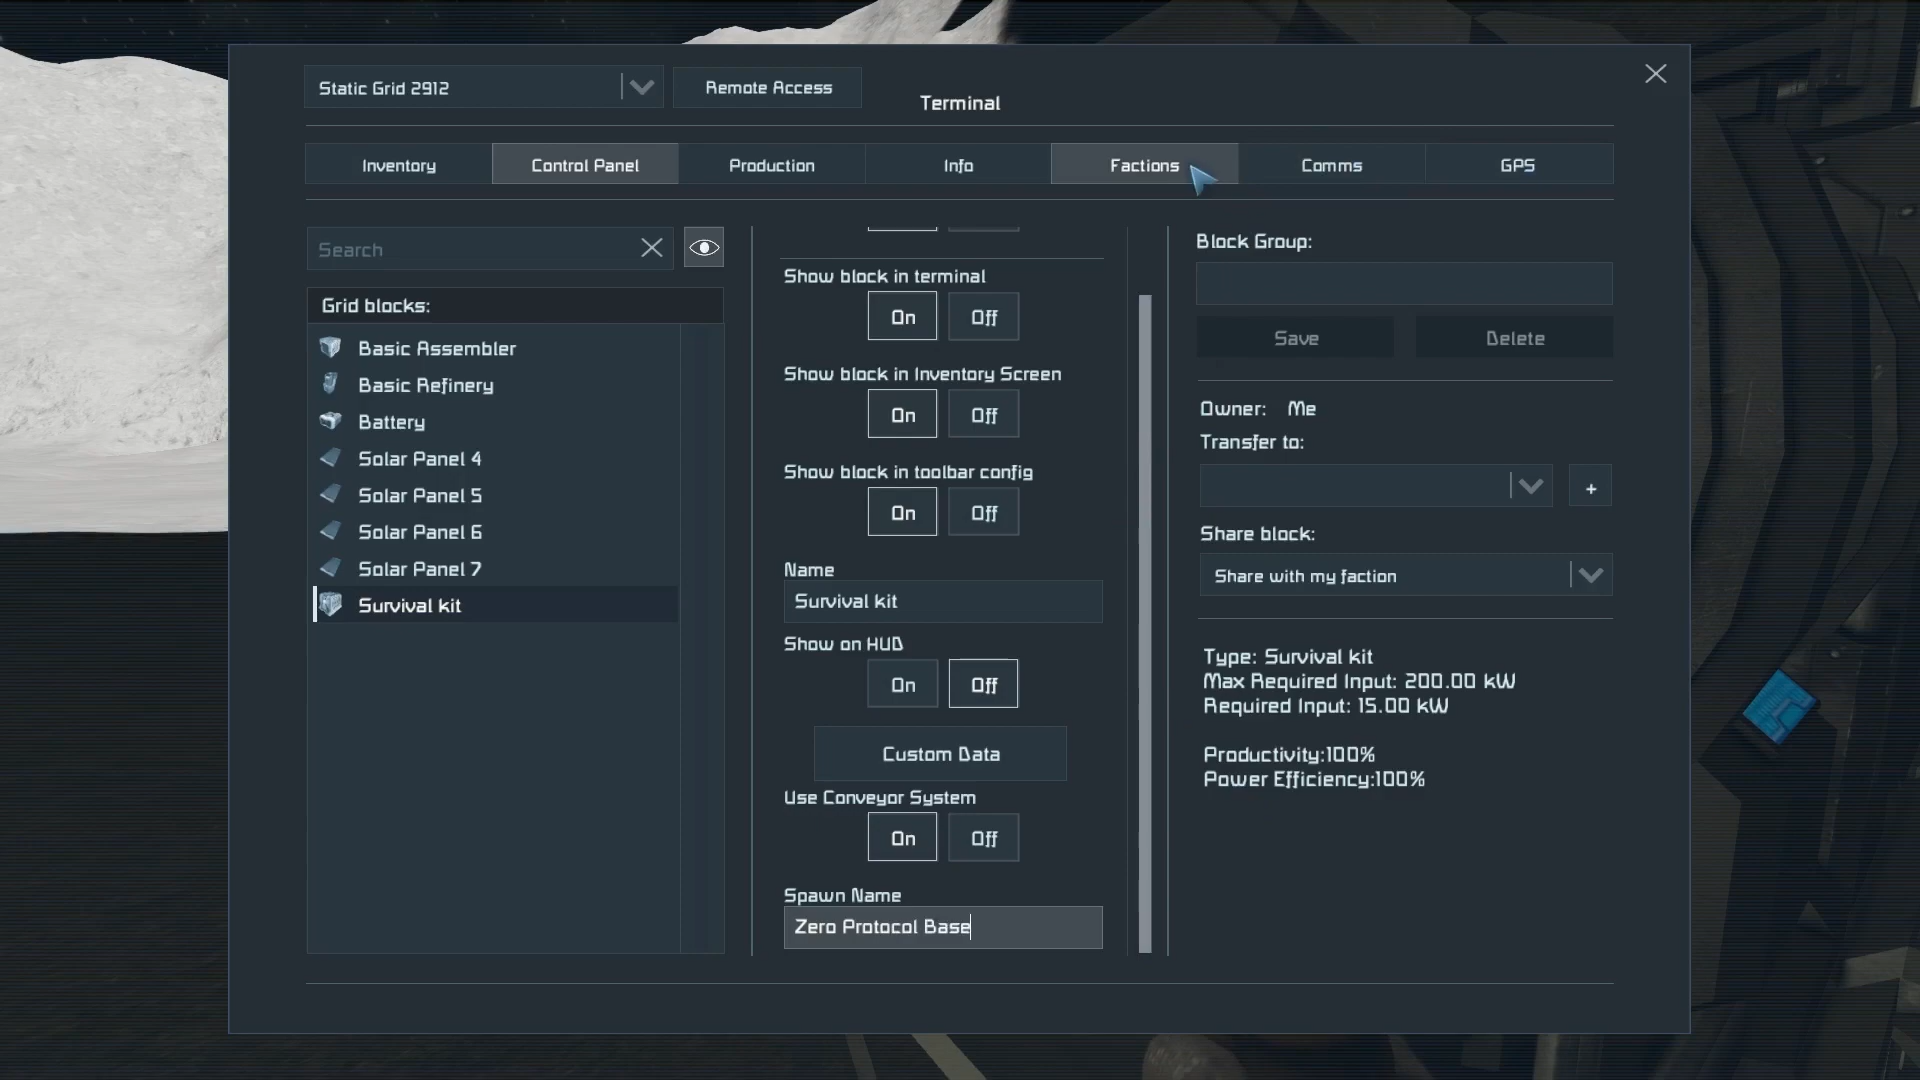 Static Grid 2912
Remote Access
Terminal
Inventory
Control Panel
Production
Info
Factions
Comms
GPS
Search
Grid blocks:
Basic Assembler
Basic Refinery
Battery
Solar Panel 4
Solar Panel 5
Solar Panel 6
Solar Panel 7
Survival kit
Show block in terminal
On Off
Show block in Inventory Screen
On Off
Show block in toolbar config
On Off
Name
Survival kit
Show on HUD
On Off
Custom Data
Use Conveyor System
On Off
Spawn Name
Zero Protocol Base
Block Group:
Save Delete
Owner: Me
Transfer to:
+
Share block:
Share with my faction
Type: Survival kit
Max Required Input: 200.00 kW
Required Input: 15.00 kW
Productivity:100%
Power Efficiency:100%